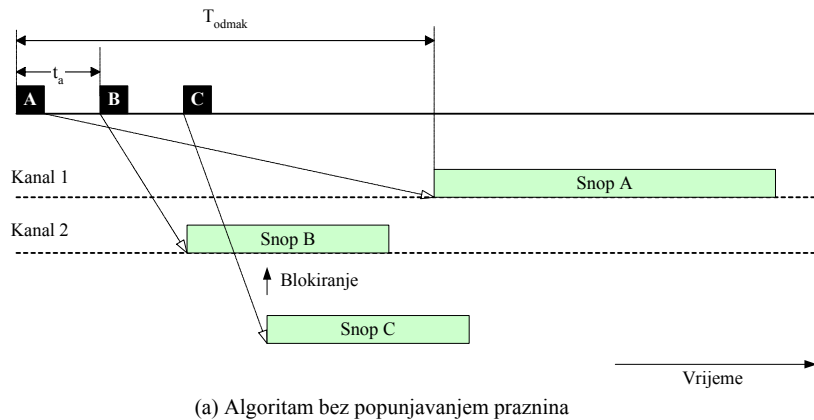 T_odmak
t_a
A B C
Kanal 1
Snop A
Kanal 2
Snop B
Blokiranje
Snop C
Vrijeme
(a) Algoritam bez popunjavanjem praznina